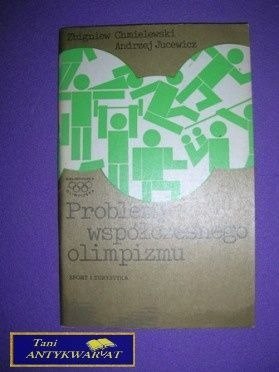 Zbigniew Chmielewski
Andrzej Jucewicz
Problemy
współczesnego
olimpizmu
SPORT I TURYSTYKA
Tani
ANTYKWARIAT